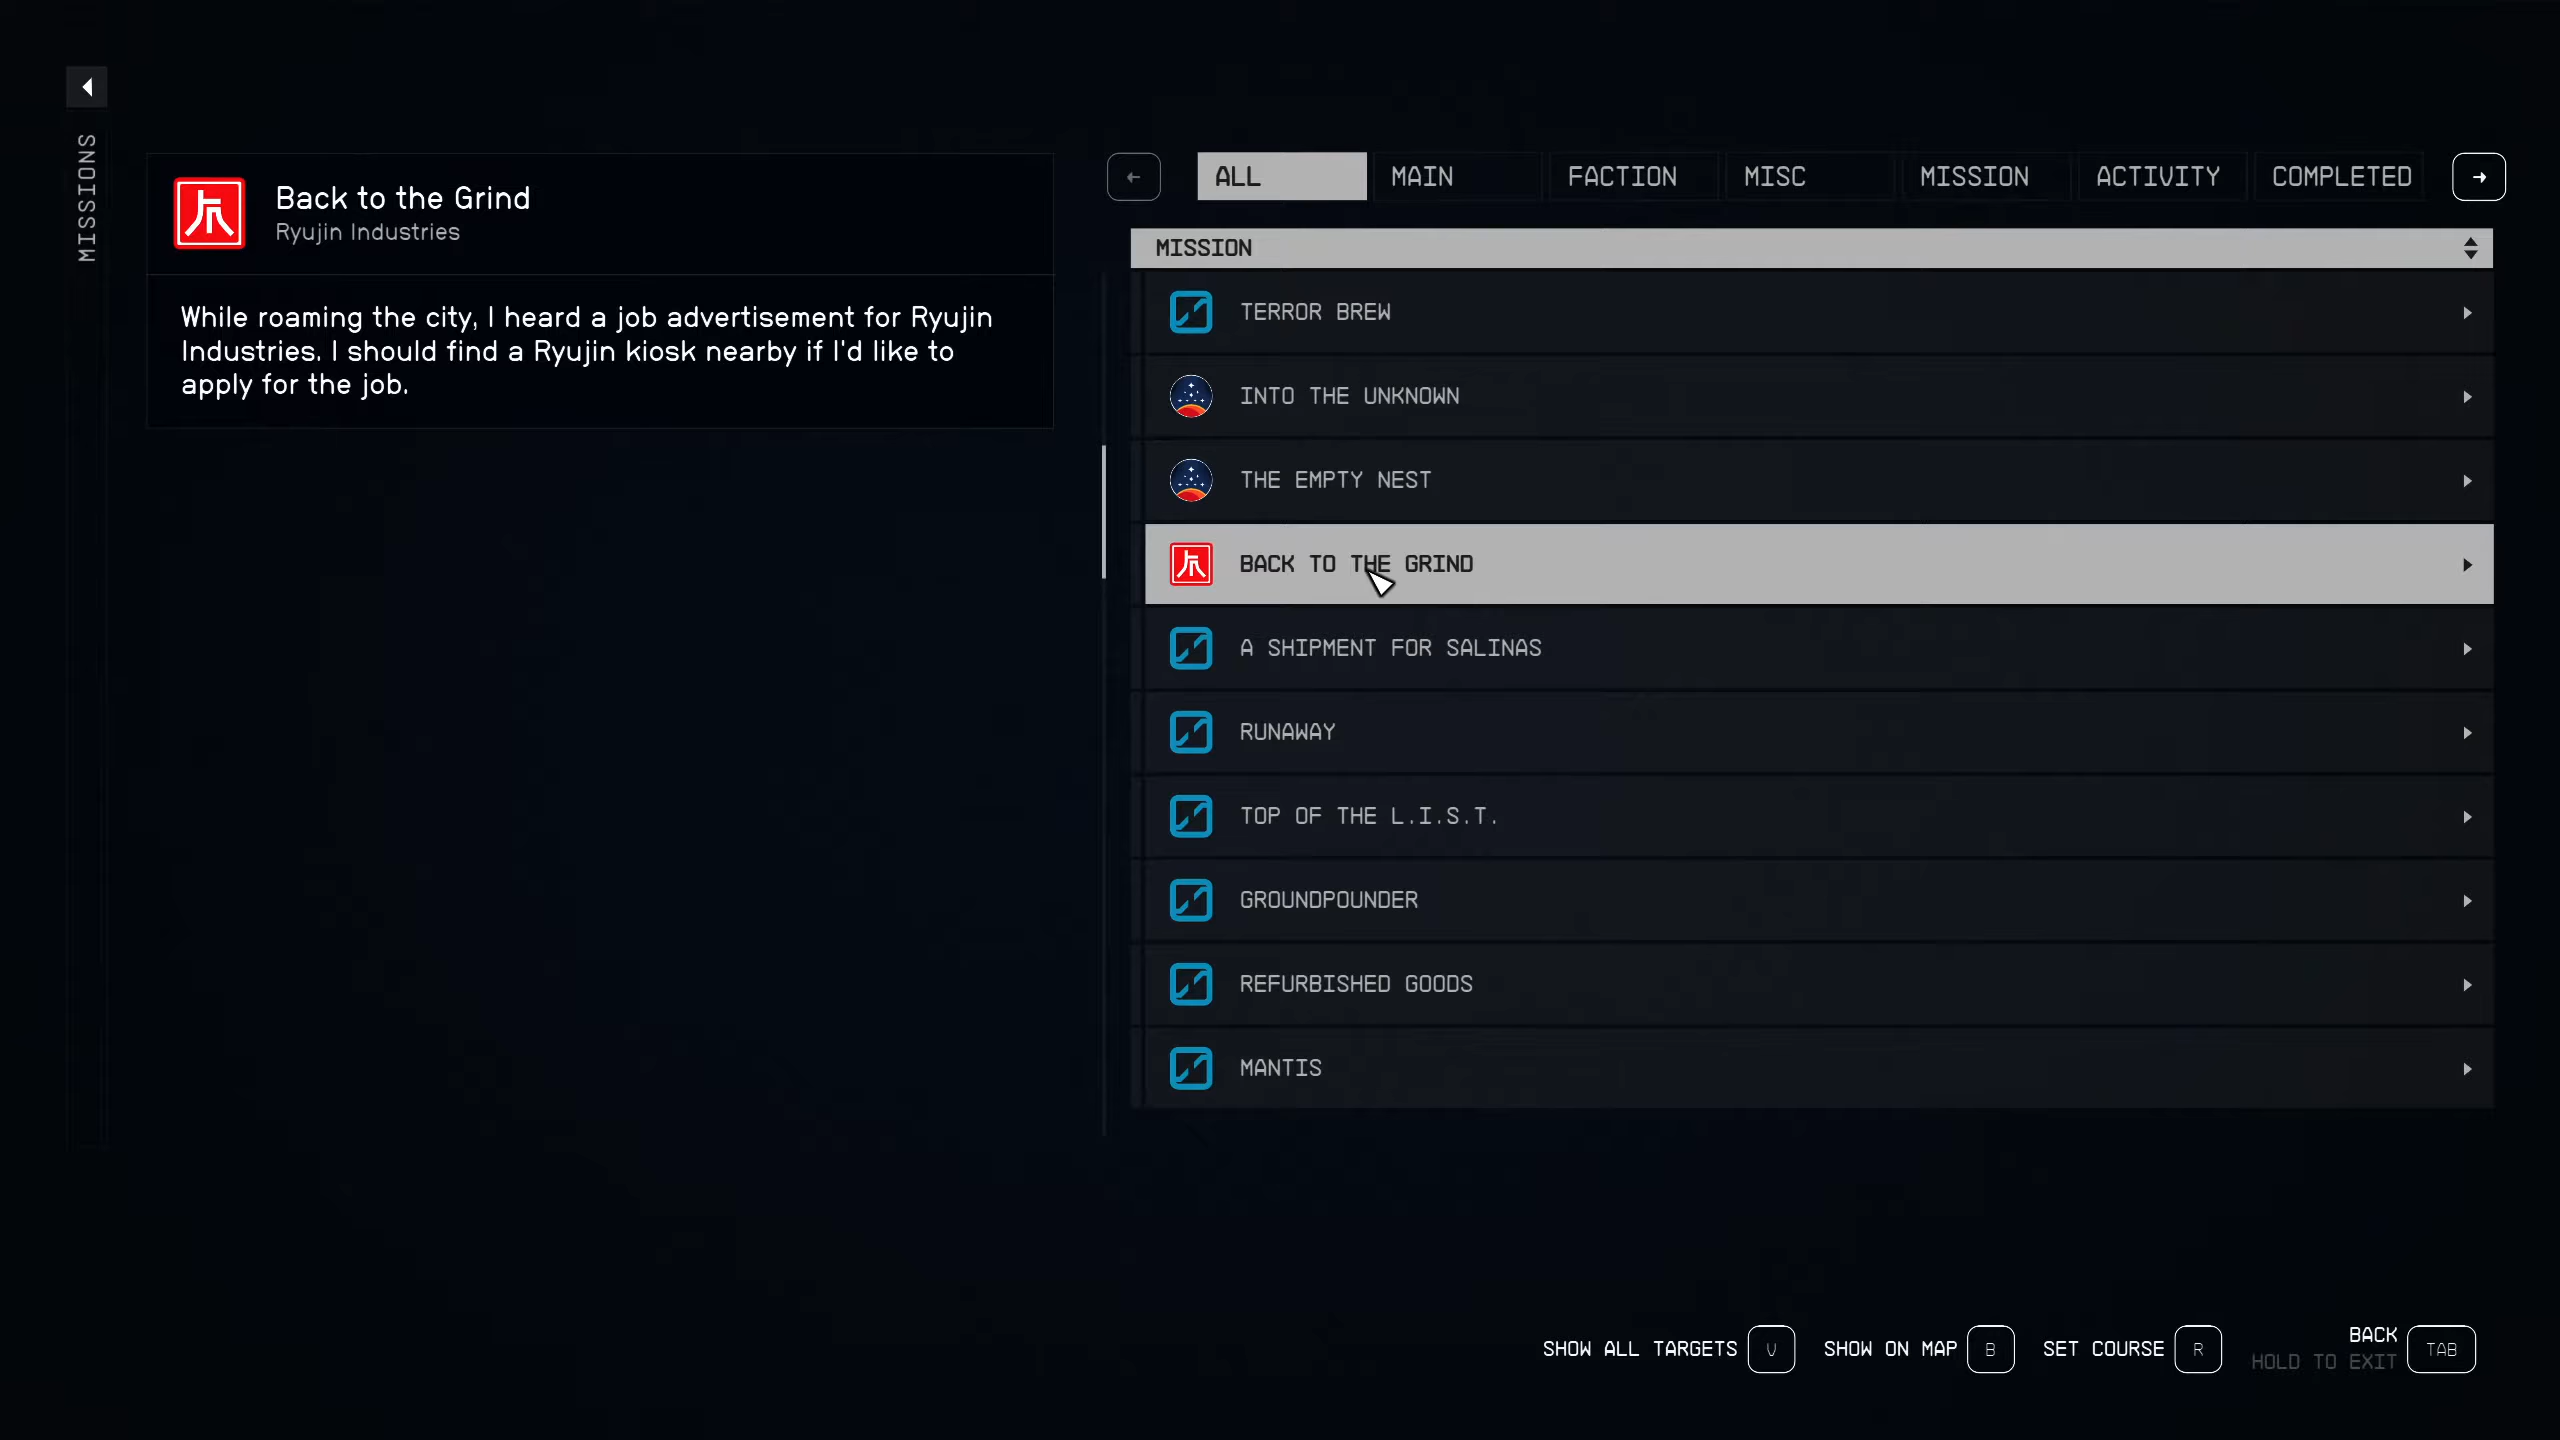 MISSIONS
Back to the Grind
Ryujin Industries
While roaming the city, I heard a job advertisement for Ryujin
Industries. I should find a Ryujin kiosk nearby if I'd like to
apply for the job.
ALL MAIN FACTION MISC MISSION ACTIVITY COMPLETED
MISSION
TERROR BREW
INTO THE UNKNOWN
THE EMPTY NEST
BACK TO THE GRIND
A SHIPMENT FOR SALINAS
RUNAWAY
TOP OF THE L.I.S.T.
GROUNDPOUNDER
REFURBISHED GOODS
MANTIS
SHOW ALL TARGETS V SHOW ON MAP B SET COURSE R BACK TAB
HOLD TO EXIT